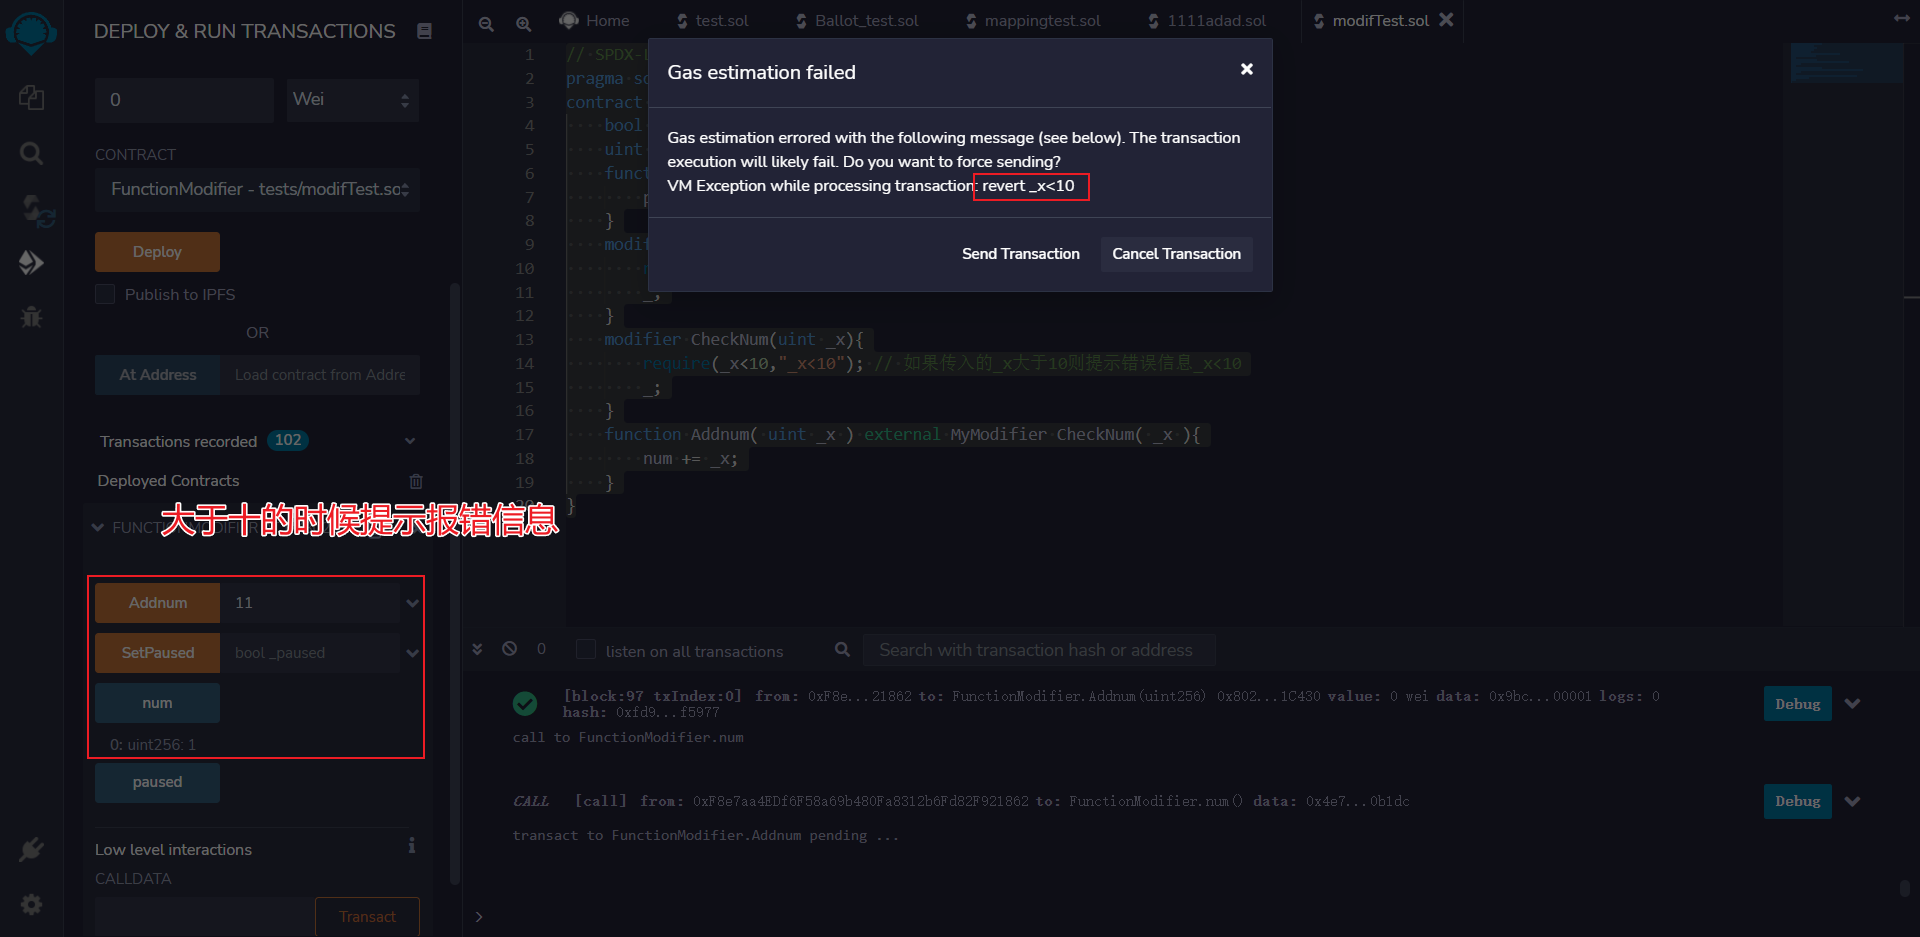 DEPLOY & RUN TRANSACTIONS
0
Wei
CONTRACT
FunctionModifier - tests/modifTest.sc
Deploy
Publish to IPFS
OR
At Address
Load contract from Addre
Transactions recorded 102
Deployed Contracts
大于十的时候提示报错信息
Addnum 11
SetPaused bool _paused
num
0: uint256: 1
paused
Low level interactions
CALLDATA
Transact
Home
test.sol
Ballot_test.sol
mappingtest.sol
1111adad.sol
modifTest.sol
Gas estimation failed
Gas estimation errored with the following message (see below). The transaction
execution will likely fail. Do you want to force sending?
VM Exception while processing transaction: revert _x<10
Send Transaction
Cancel Transaction
1 // SPDX-L
2 pragma so
3 contract
4 bool
5 uint
6 funct
7
8 }
9 modif
10
11 _;
12 }
13 modifier CheckNum(uint _x){
14 require(_x<10,"_x<10"); // 如果传入的_x大于10则提示错误信息_x<10
15 _;
16 }
17 function Addnum( uint _x ) external MyModifier CheckNum( _x ){
18 num += _x;
19 }
20 }
0
listen on all transactions
Search with transaction hash or address
[block:97 txIndex:0] from: 0xF8e...21862 to: FunctionModifier.Addnum(uint256) 0x802...1C430 value: 0 wei data: 0x9bc...00001 logs: 0
hash: 0xfd9...f5977
Debug
call to FunctionModifier.num
CALL [call] from: 0xF8e7aa4EDf6F58a69b480Fa8312b6Fd82F921862 to: FunctionModifier.num() data: 0x4e7...0b1dc
Debug
transact to FunctionModifier.Addnum pending ...
>